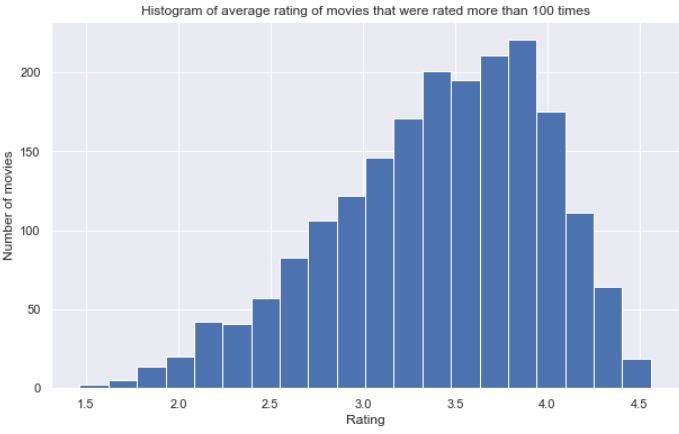 Histogram of average rating of movies that were rated more than 100 times
Number of movies
200
150
100
50
0
1.5 2.0 2.5 3.0 3.5 4.0 4.5
Rating